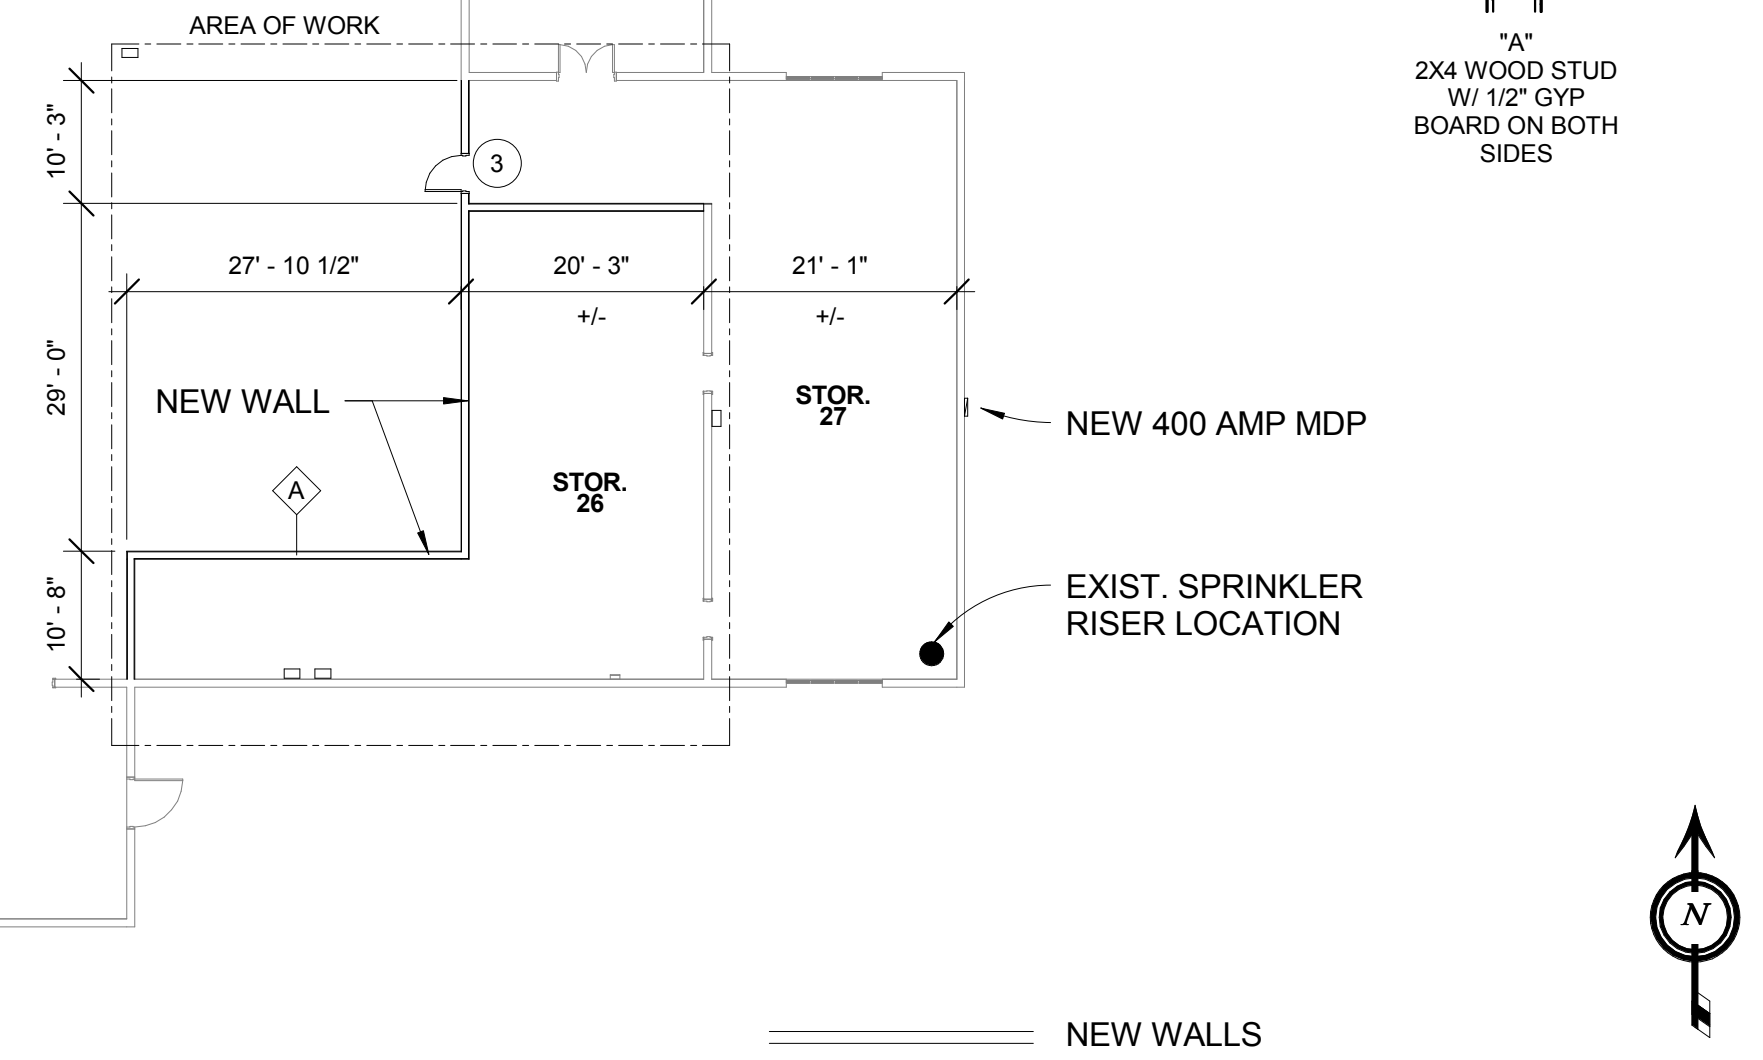 AREA OF WORK
"A"
2X4 WOOD STUD
W/ 1/2" GYP
BOARD ON BOTH
SIDES
10' - 3"
3
27' - 10 1/2"
20' - 3"
21' - 1"
+/-
+/-
29' - 0"
NEW WALL
STOR.
27
NEW 400 AMP MDP
A
STOR.
26
10' - 8"
EXIST. SPRINKLER
RISER LOCATION
N
NEW WALLS